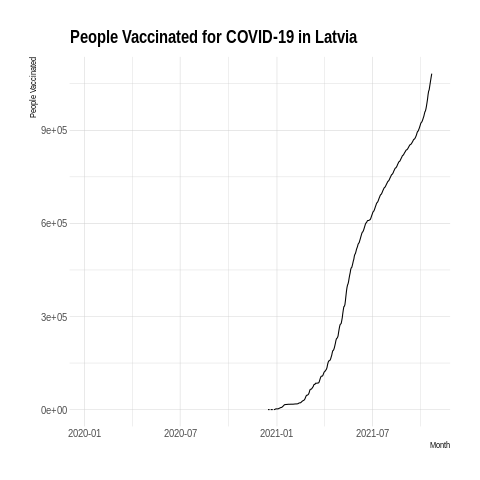 People Vaccinated for COVID-19 in Latvia
People Vaccinated
9e+05
6e+05
3e+05
0e+00
2020-01 2020-07 2021-01 2021-07
Month